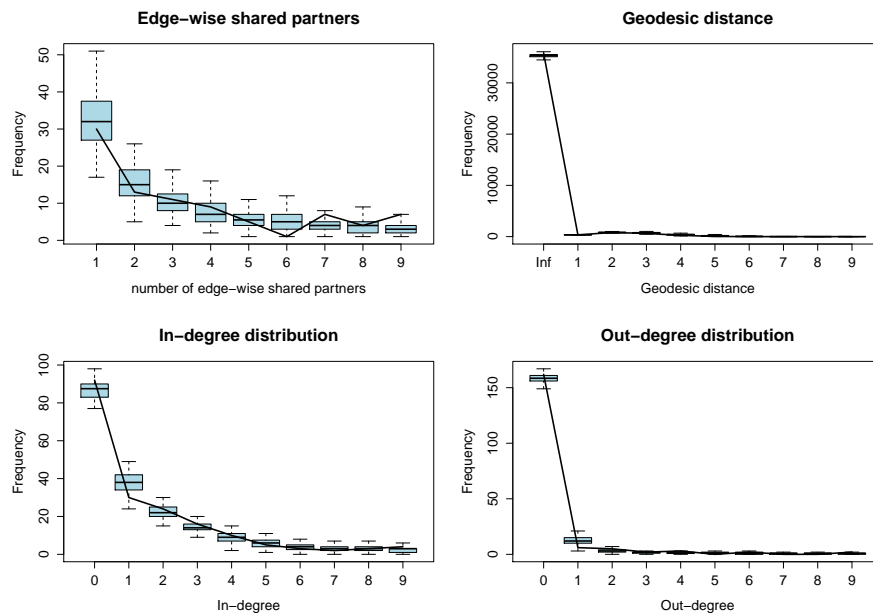 Edge−wise shared partners
Frequency
0 10 20 30 40 50
1 2 3 4 5 6 7 8 9
number of edge−wise shared partners
Geodesic distance
Frequency
0 10000 20000 30000
Inf 1 2 3 4 5 6 7 8 9
Geodesic distance
In−degree distribution
Frequency
0 20 40 60 80 100
0 1 2 3 4 5 6 7 8 9
In−degree
Out−degree distribution
Frequency
0 50 100 150
0 1 2 3 4 5 6 7 8 9
Out−degree